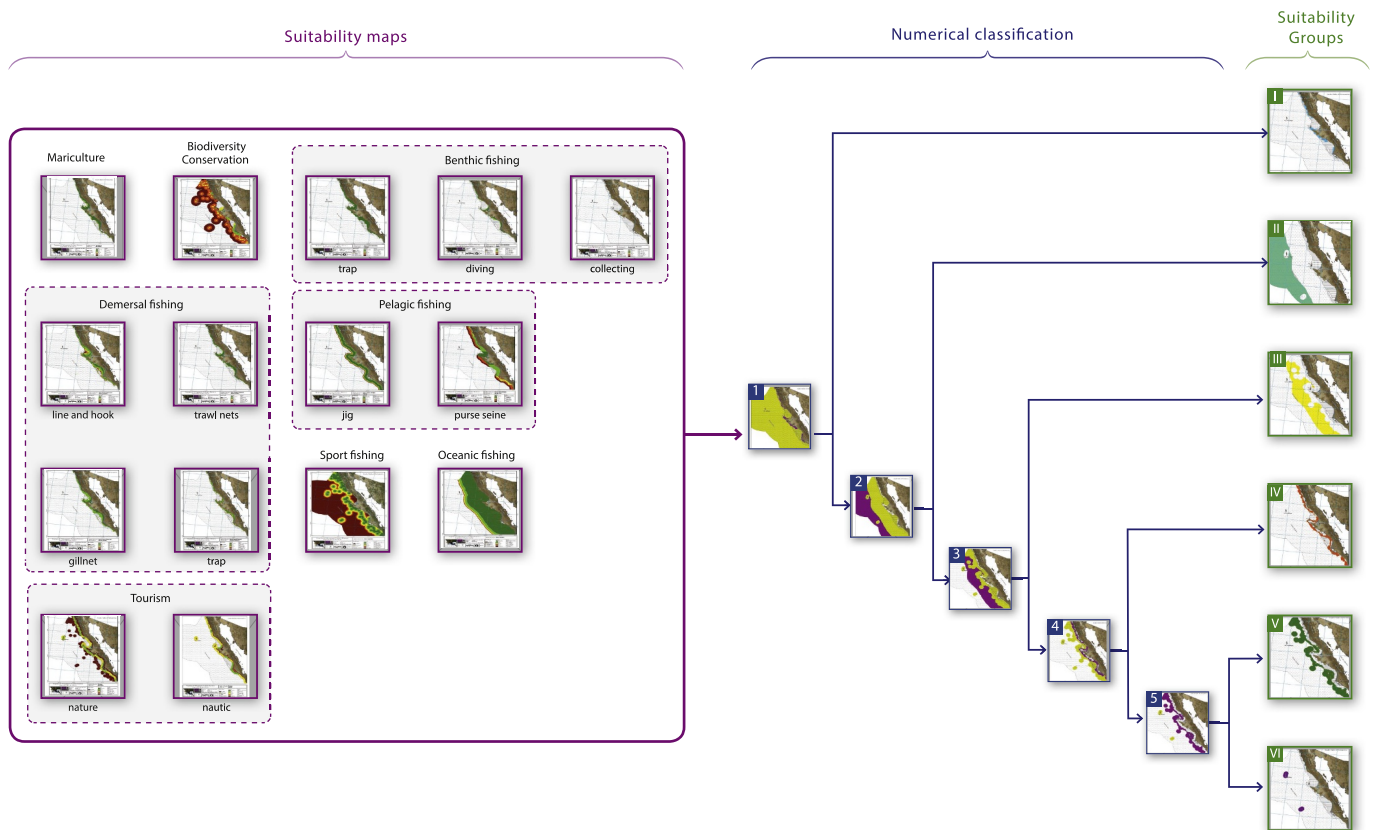 Suitability maps
Numerical classification
Suitability
Groups
Mariculture
Biodiversity
Conservation
Benthic fishing
trap
diving
collecting
Demersal fishing
line and hook
trawl nets
gillnet
trap
Pelagic fishing
jig
purse seine
Sport fishing
Oceanic fishing
Tourism
nature
nautic
1
2
3
4
5
I
II
III
IV
V
VI